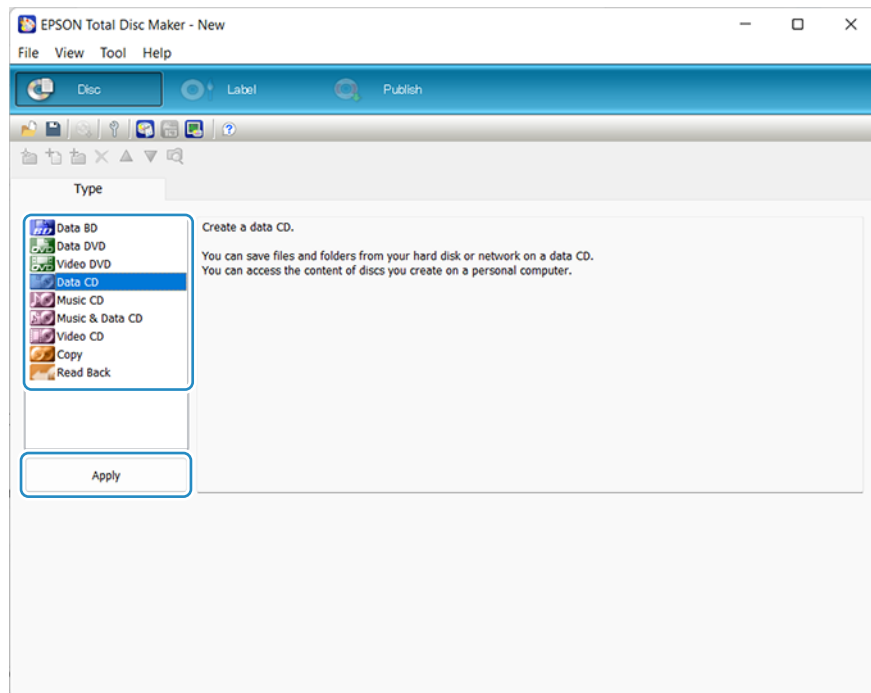 EPSON Total Disc Maker - New
File View Tool Help
Disc Label Publish
Type
Data BD
Data DVD
Video DVD
Data CD
Music CD
Music & Data CD
Video CD
Copy
Read Back
Apply
Create a data CD.
You can save files and folders from your hard disk or network on a data CD.
You can access the content of discs you create on a personal computer.